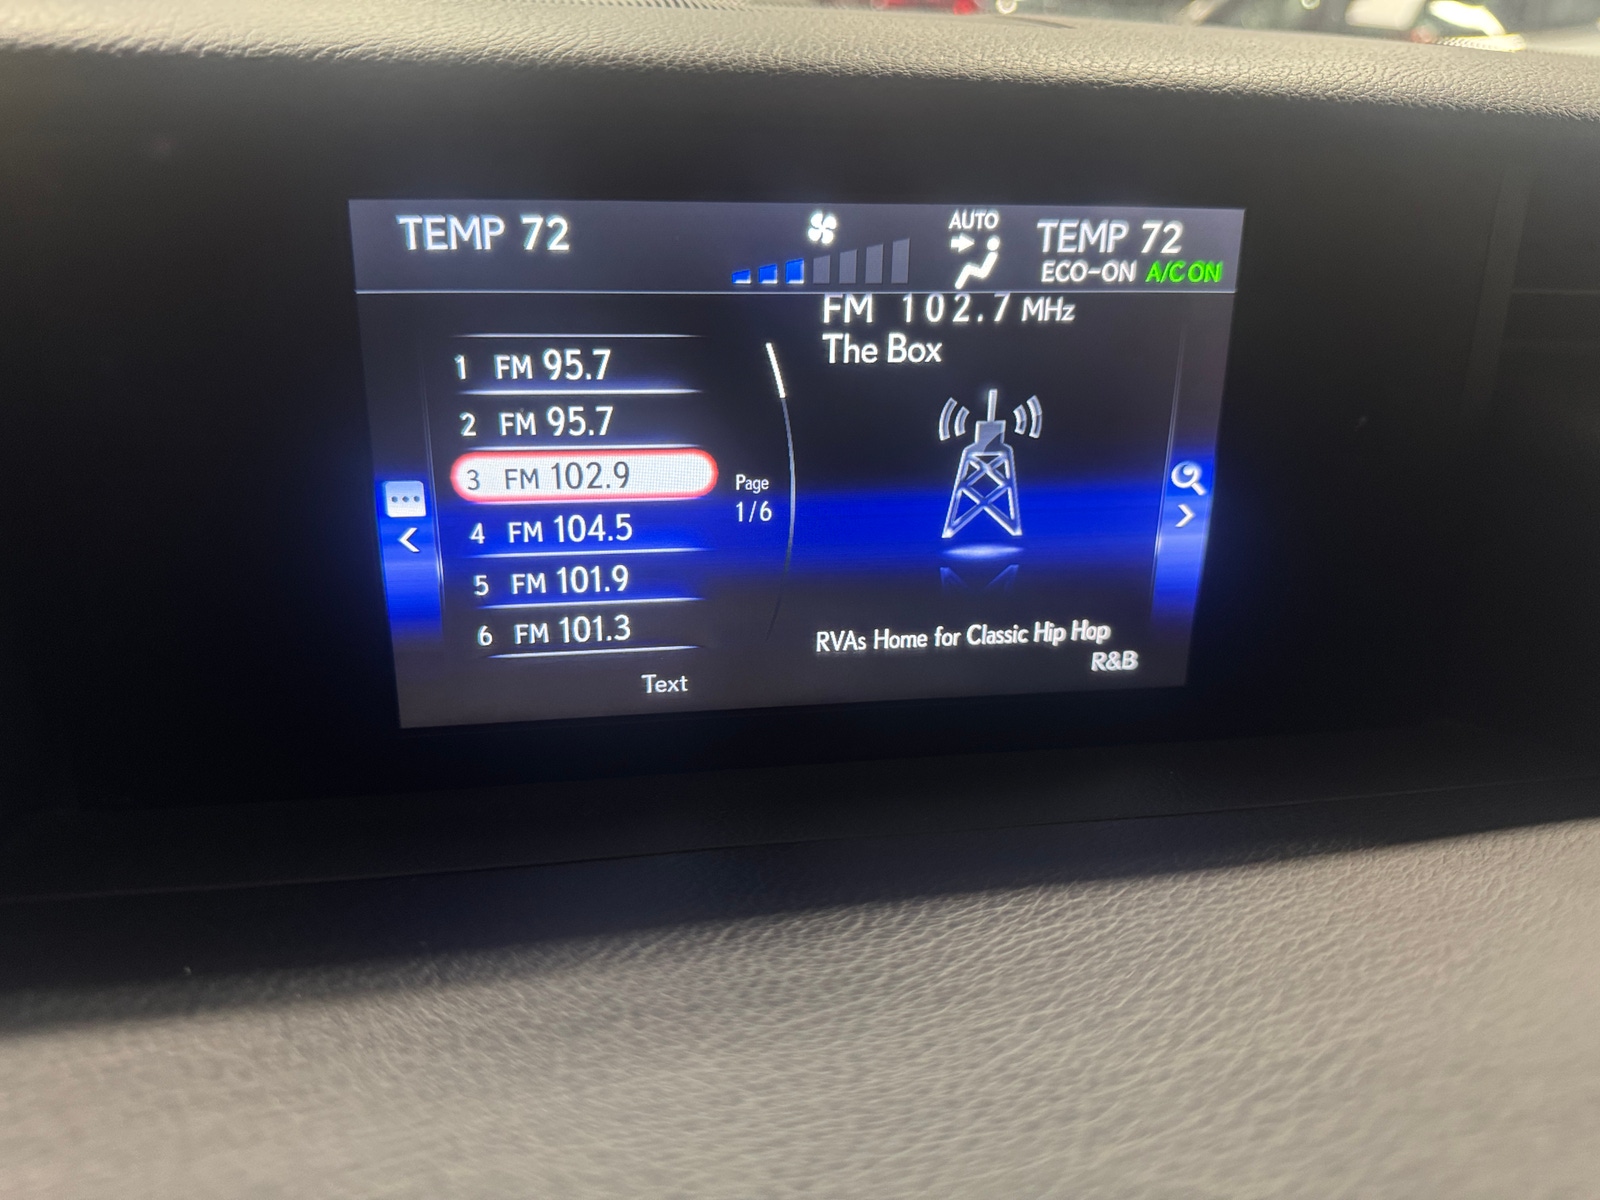 TEMP 72
AUTO
TEMP 72
ECO-ON A/C ON
FM 102.7 MHz
The Box
1 FM 95.7
2 FM 95.7
3 FM 102.9
4 FM 104.5
5 FM 101.9
6 FM 101.3
Page
1/6
Text
RVAs Home for Classic Hip Hop
R&B